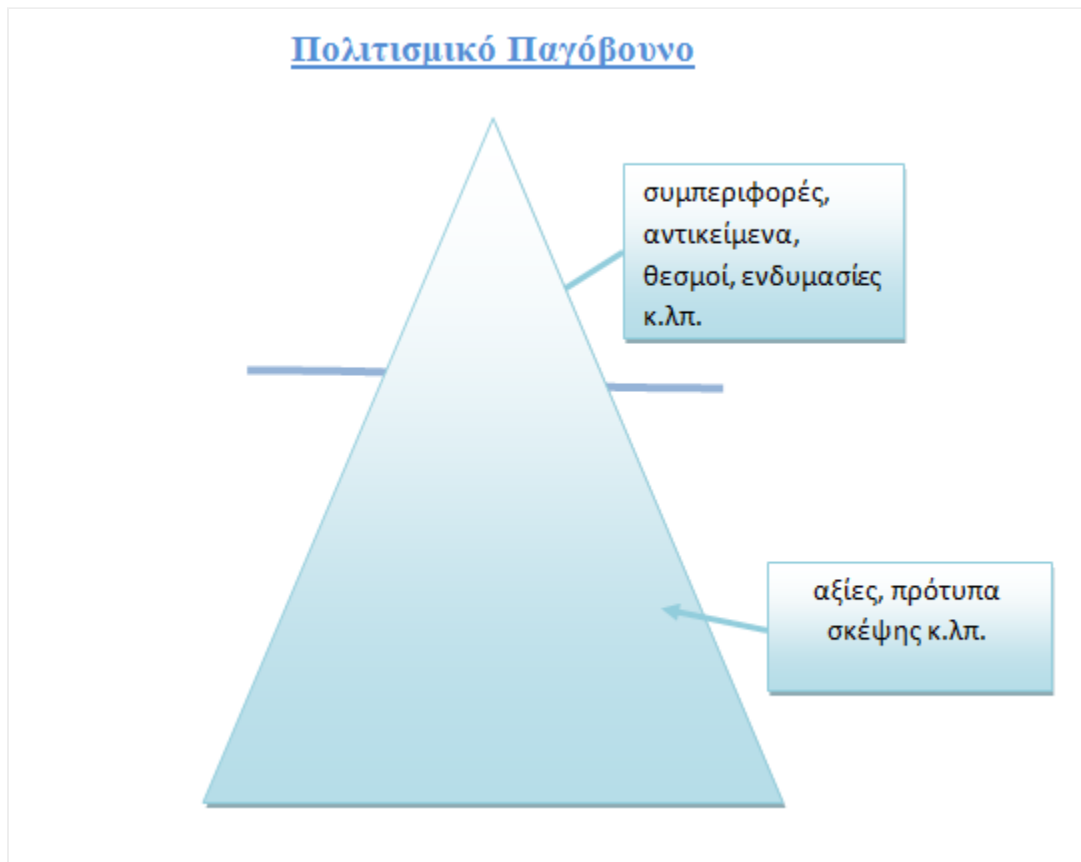 Πολιτισμικό Παγόβουνο
συμπεριφορές,
αντικείμενα,
θεσμοί, ενδυμασίες
κ.λπ.
αξίες, πρότυπα
σκέψης κ.λπ.